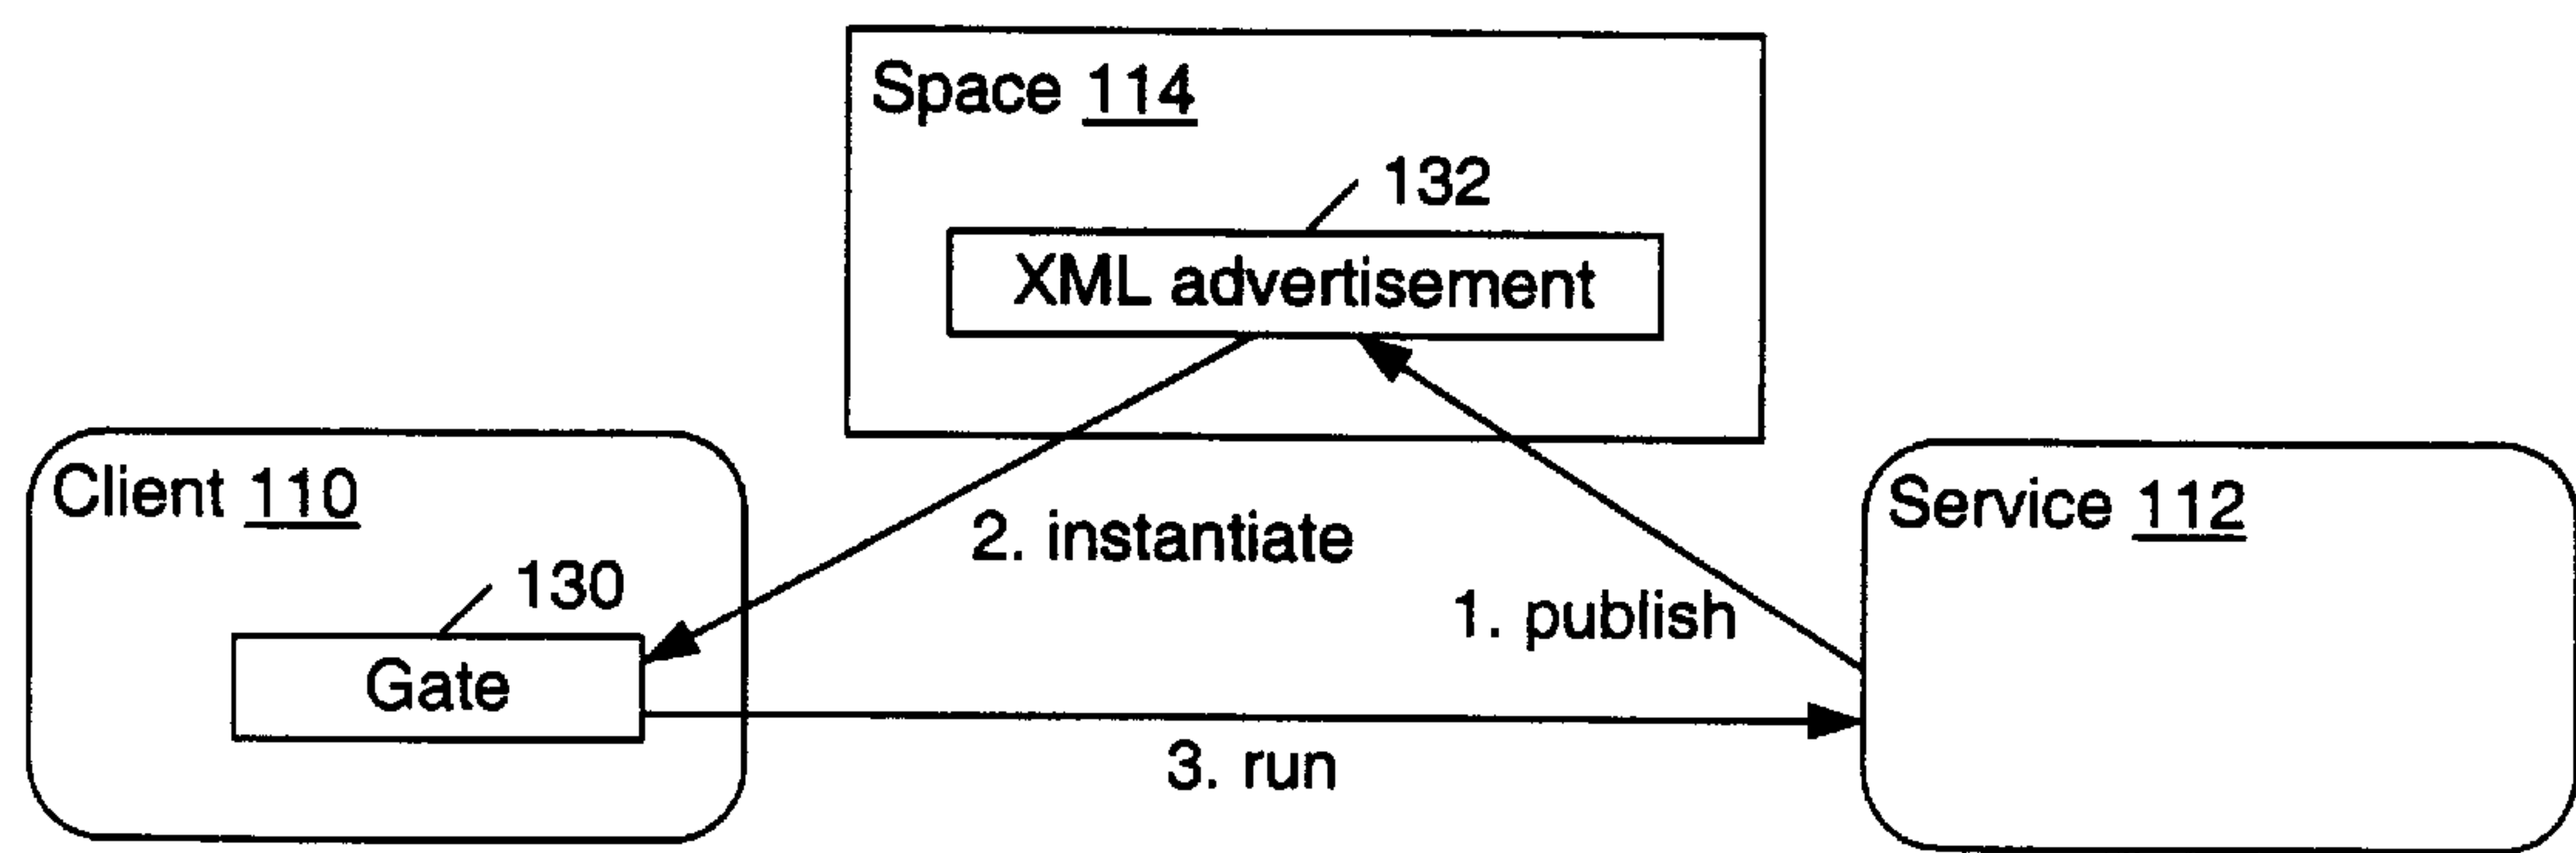 Space 114
132
XML advertisement
Client 110
2. instantiate
Service 112
130
1. publish
Gate
3. run